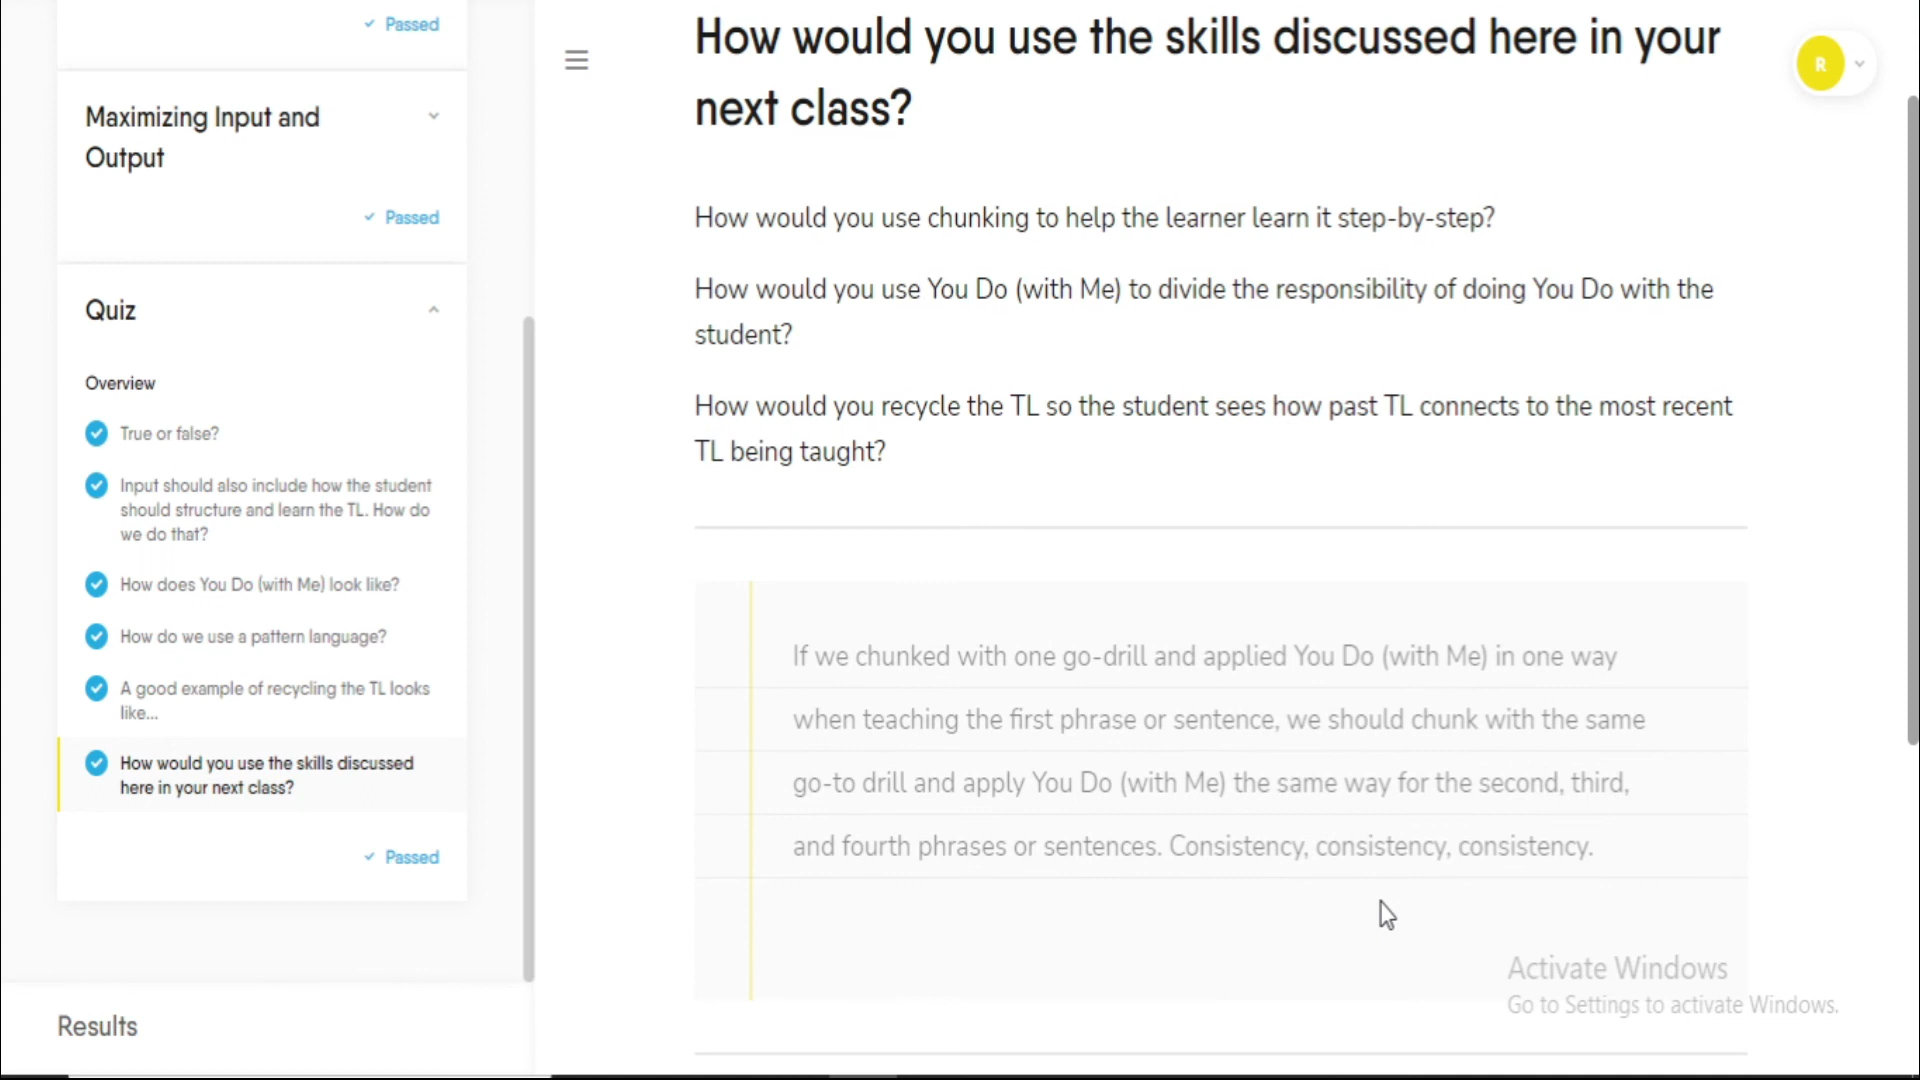 Passed
Maximizing Input and
Output
Passed
Quiz
Overview
True or false?
Input should also include how the student
should structure and learn the TL. How do
we do that?
How does You Do (with Me) look like?
How do we use a pattern language?
A good example of recycling the TL looks
like...
How would you use the skills discussed
here in your next class?
Passed
Results
How would you use the skills discussed here in your
next class?
R
How would you use chunking to help the learner learn it step-by-step?
How would you use You Do (with Me) to divide the responsibility of doing You Do with the
student?
How would you recycle the TL so the student sees how past TL connects to the most recent
TL being taught?
If we chunked with one go-drill and applied You Do (with Me) in one way
when teaching the first phrase or sentence, we should chunk with the same
go-to drill and apply You Do (with Me) the same way for the second, third,
and fourth phrases or sentences. Consistency, consistency, consistency.
Activate Windows
Go to Settings to activate Windows.